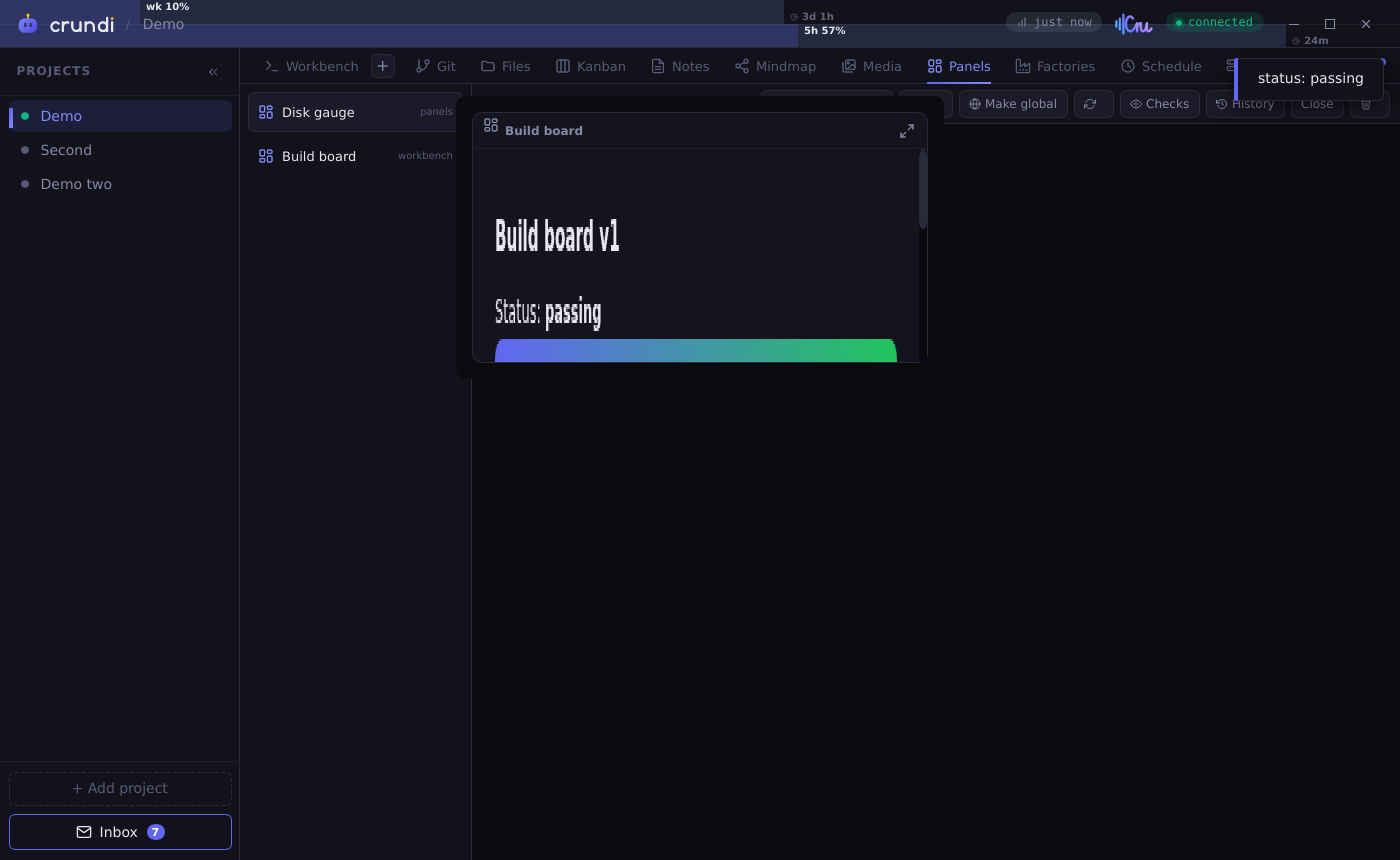 wk 10%
crundi / Demo
3d 1h
5h 57%
just now
Cru
connected
24m
PROJECTS
Workbench
Git
Files
Kanban
Notes
Mindmap
Media
Panels
Factories
Schedule
status: passing
Demo
Second
Demo two
Disk gauge panels
Build board workbench
Make global
Checks
History
Close
Build board
Build board v1
Status: passing
+ Add project
Inbox 7